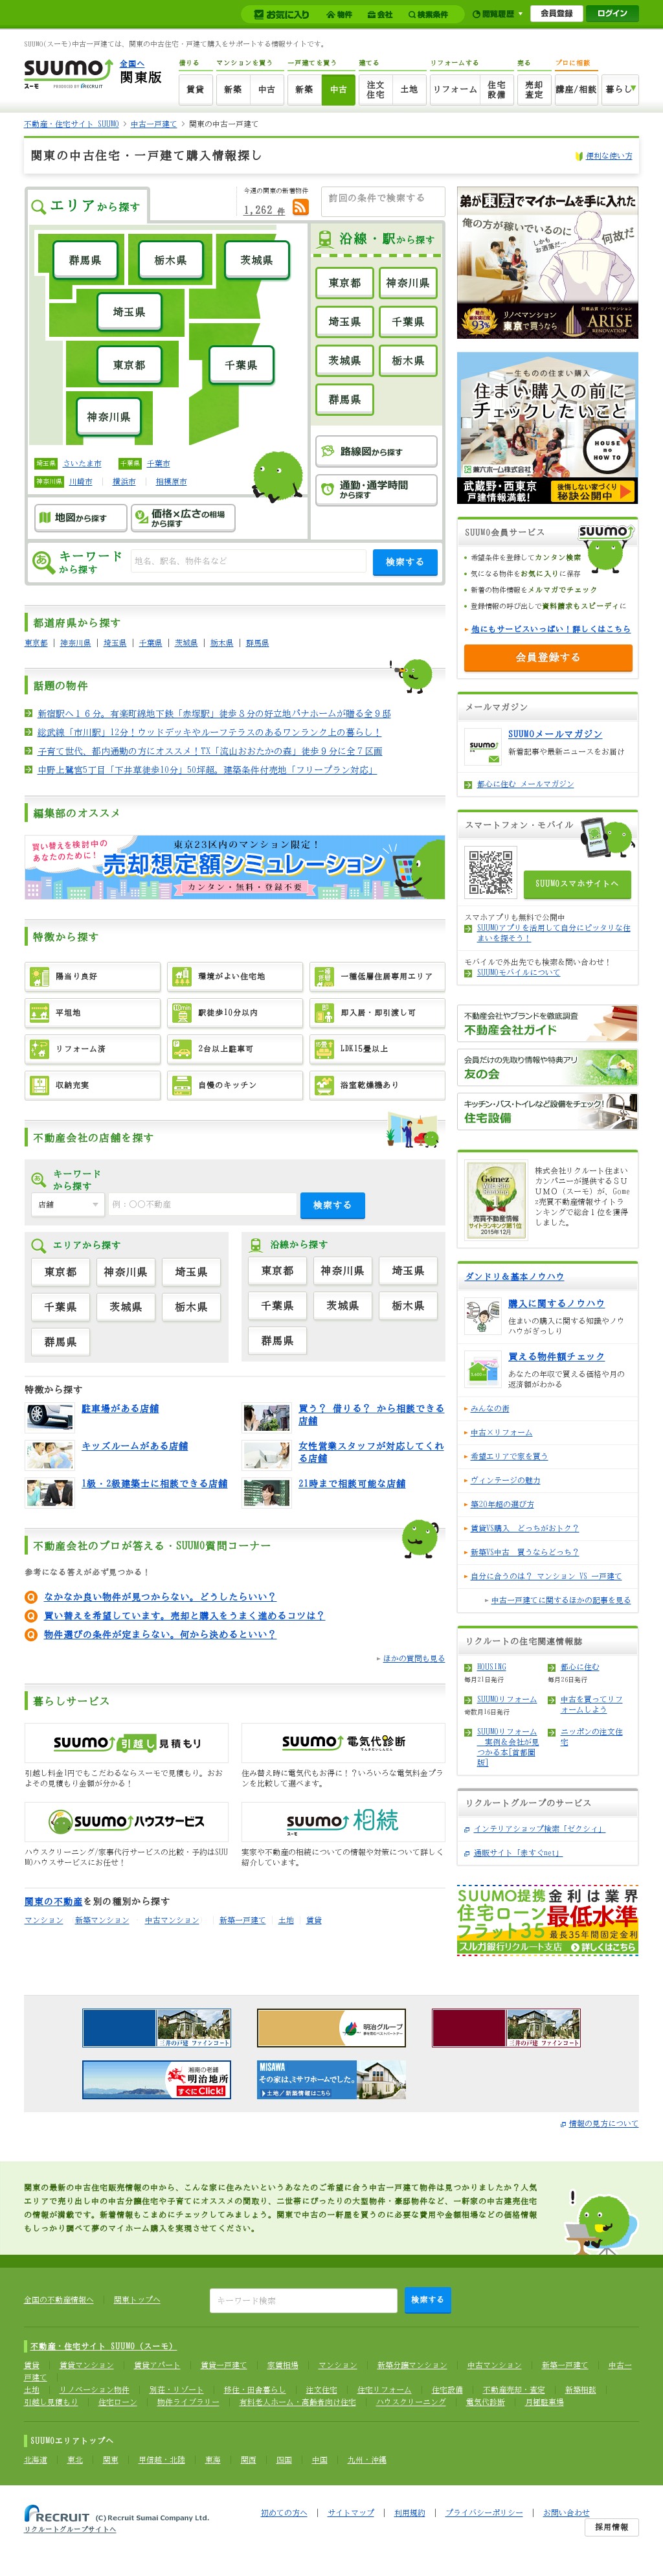 お気に入り 物件 会社 検索条件 閲覧履歴 会員登録 ログイン
SUUMO(スーモ)中古一戸建ては、関東の中古住宅・戸建て購入をサポートする情報サイトです。
SUUMO スーモ POWERED BY RECRUIT
全国へ
関東版
借りる マンションを買う 一戸建てを買う 建てる リフォームする 売る プロに相談
賃貸 新築 中古 新築 中古 注文住宅 土地 リフォーム 住宅設備 売却査定 講座/相談 暮らし
不動産・住宅サイト SUUMO > 中古一戸建て > 関東の中古一戸建て
関東の中古住宅・一戸建て購入情報探し
便利な使い方
エリアから探す
今週の関東の新着物件
1,262 件
前回の条件で検索する
群馬県 栃木県 茨城県
埼玉県
東京都 千葉県
神奈川県
埼玉県 さいたま市 千葉県 千葉市
神奈川県 川崎市 横浜市 相模原市
地図から探す
価格×広さの相場から探す
沿線・駅から探す
東京都 神奈川県
埼玉県 千葉県
茨城県 栃木県
群馬県
路線図から探す
通勤・通学時間から探す
キーワードから探す
地名、駅名、物件名など
検索する
都道府県から探す
東京都 | 神奈川県 | 埼玉県 | 千葉県 | 茨城県 | 栃木県 | 群馬県
話題の物件
新宿駅へ１６分。有楽町線地下鉄「赤塚駅」徒歩８分の好立地パナホームが贈る全９邸
総武線「市川駅」12分！ウッドデッキやルーフテラスのあるワンランク上の暮らし！
子育て世代、都内通勤の方にオススメ！TX「流山おおたかの森」徒歩９分に全７区画
中野上鷺宮5丁目「下井草徒歩10分」50坪超。建築条件付売地「フリープラン対応」
編集部のオススメ
買い替えを検討中のあなたのために！
東京23区内のマンション限定！
売却想定額シミュレーション
カンタン・無料・登録不要
特徴から探す
陽当り良好 環境がよい住宅地 一種低層住居専用エリア
平坦地 駅徒歩10分以内 即入居・即引渡し可
リフォーム済 2台以上駐車可 LDK15畳以上
収納充実 自慢のキッチン 浴室乾燥機あり
不動産会社の店舗を探す
キーワードから探す
店舗 例：〇〇不動産 検索する
エリアから探す
東京都 神奈川県 埼玉県
千葉県 茨城県 栃木県
群馬県
沿線から探す
東京都 神奈川県 埼玉県
千葉県 茨城県 栃木県
群馬県
特徴から探す
駐車場がある店舗
買う？ 借りる？ から相談できる店舗
キッズルームがある店舗
女性営業スタッフが対応してくれる店舗
1級・2級建築士に相談できる店舗
21時まで相談可能な店舗
不動産会社のプロが答える・SUUMO質問コーナー
参考になる答えが必ず見つかる！
Q なかなか良い物件が見つからない。どうしたらいい？
Q 買い替えを希望しています。売却と購入をうまく進めるコツは？
Q 物件選びの条件が定まらない。何から決めるといい？
ほかの質問も見る
暮らしサービス
SUUMO 引越し見積もり
引越し料金1円でもこだわるならスーモで見積もり。おおよその見積もり金額が分かる！
SUUMO 電気代診断
住み替え時に電気代もお得に！？いろいろな電気料金プランを比較して選べます。
SUUMO ハウスサービス
ハウスクリーニング/家事代行サービスの比較・予約はSUUMOハウスサービスにお任せ！
SUUMO スーモ 相続
実家や不動産の相続についての情報や対策について詳しく紹介しています。
関東の不動産を別の種別から探す
マンション 新築マンション 中古マンション 新築一戸建て 土地 賃貸
弟が東京でマイホームを手に入れた
俺の方が稼いでいるのに
しかもお洒落だ…
何故だ
93%
リノベーションマンション
東京で買うなら
ARISE
RENOVATION
一生ものの住まい購入
住まい購入の前に
チェックしたいこと
HOUSE no HOW TO
兼六ホーム株式会社
武蔵野・西東京
戸建情報満載！
後悔しない家づくり
秘訣公開中
SUUMO会員サービス
SUUMO
希望条件を登録してカンタン検索
気になる物件をお気に入りに保存
新着の物件情報をメルマガでチェック
登録情報の呼び出しで資料請求もスピーディに
他にもサービスいっぱい！詳しくはこちら
会員登録する
メールマガジン
SUUMO
SUUMOメールマガジン
新着記事や最新ニュースをお届け
都心に住む メールマガジン
スマートフォン・モバイル
SUUMOスマホサイトへ
スマホアプリも無料で公開中
SUUMOアプリを活用して自分にピッタリな住まいを探そう！
モバイルで外出先でも検索&問い合わせ！
SUUMOモバイルについて
不動産会社やブランドを徹底調査
不動産会社ガイド
会員だけの先取り情報や特典アリ
友の会
キッチン・バス・トイレなど設備をチェック！
住宅設備
Gomez
売買不動産情報
サイトランキング第1位
2015年12月
株式会社リクルート住まいカンパニーが提供するＳＵＵＭＯ（スーモ）が、Gomez売買不動産情報サイトランキングで総合１位を獲得しました。
ダンドリ＆基本ノウハウ
購入に関するノウハウ
住まいの購入に関する知識やノウハウがぎっしり
買える物件額チェック
あなたの年収で買える価格や月の返済額がわかる
みんなの街
中古×リフォーム
希望エリアで家を買う
ヴィンテージの魅力
築20年超の選び方
賃貸VS購入　どっちがおトク？
新築VS中古　買うならどっち？
自分に合うのは？ マンション VS 一戸建て
中古一戸建てに関するほかの記事を見る
リクルートの住宅関連情報誌
HOUSING 毎月21日発行
都心に住む 毎月26日発行
SUUMOリフォーム 奇数月16日発行
中古を買ってリフォームしよう
SUUMOリフォーム 実例&会社が見つかる本[首都圏版]
ニッポンの注文住宅
リクルートグループのサービス
インテリアショップ検索「ゼクシィ」
通販サイト「赤すぐnet」
SUUMO提携 金利は業界
住宅ローン 最低水準
フラット35 最長35年間固定金利
スルガ銀行リクルート支店 詳しくはこちら
三井の戸建 ファインコート
明治グループ
三井の戸建 ファインコート
湘南の老舗 明治地所 すぐにClick!
MISAWA
その家は、ミサワホームでした。
土地／新築情報はこちら
情報の見方について
関東の最新の中古住宅販売情報の中から、こんな家に住みたいというあなたのご希望に合う中古一戸建て物件は見つかりましたか？人気エリアで売り出し中の中古分譲住宅や子育てにオススメの間取り、二世帯にぴったりの大型物件・豪邸物件など、一軒家の中古建売住宅の情報が満載です。新着情報もこまめにチェックしてみましょう。関東で中古の一軒屋を買うのに必要な費用や金額相場などの価格情報もしっかり調べて夢のマイホーム購入を実現させてください。
全国の不動産情報へ 関東トップへ キーワード検索 検索する
不動産・住宅サイト SUUMO（スーモ）
賃貸 賃貸マンション 賃貸アパート 賃貸一戸建て 家賃相場 マンション 新築分譲マンション 中古マンション 新築一戸建て 中古一戸建て
土地 リノベーション物件 別荘・リゾート 移住・田舎暮らし 注文住宅 住宅リフォーム 住宅設備 不動産売却・査定 新築相談
引越し見積もり 住宅ローン 物件ライブラリー 有料老人ホーム・高齢者向け住宅 ハウスクリーニング 電気代診断 月極駐車場
SUUMOエリアトップへ
北海道 東北 関東 甲信越・北陸 東海 関西 四国 中国 九州・沖縄
RECRUIT (C) Recruit Sumai Company Ltd.
リクルートグループサイトへ
初めての方へ | サイトマップ | 利用規約 | プライバシーポリシー | お問い合わせ
採用情報